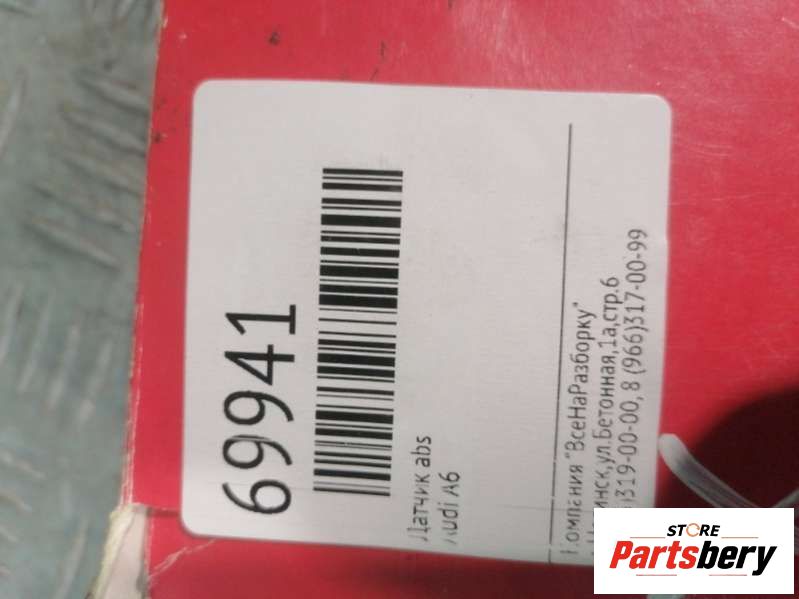 69941
Датчик abs
Audi A6
Компания "ВсеНаРазборку"
ул.Бетонная,1а,стр.6
)319-00-00, 8 (966)317-00-99
STORE
Partsbery